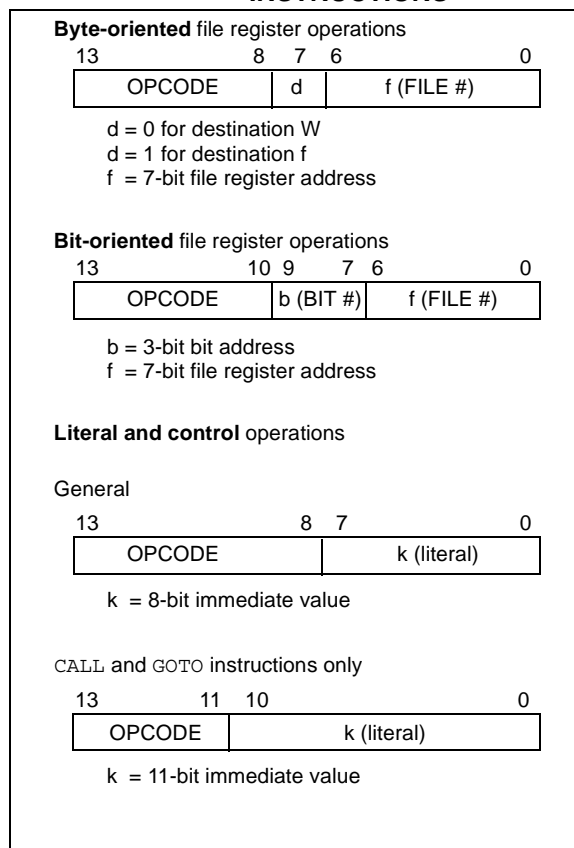 Byte-oriented file register operations
13 8 7 6 0
OPCODE d f (FILE #)
d = 0 for destination W
d = 1 for destination f
f = 7-bit file register address
Bit-oriented file register operations
13 10 9 7 6 0
OPCODE b (BIT #) f (FILE #)
b = 3-bit bit address
f = 7-bit file register address
Literal and control operations
General
13 8 7 0
OPCODE k (literal)
k = 8-bit immediate value
CALL and GOTO instructions only
13 11 10 0
OPCODE k (literal)
k = 11-bit immediate value